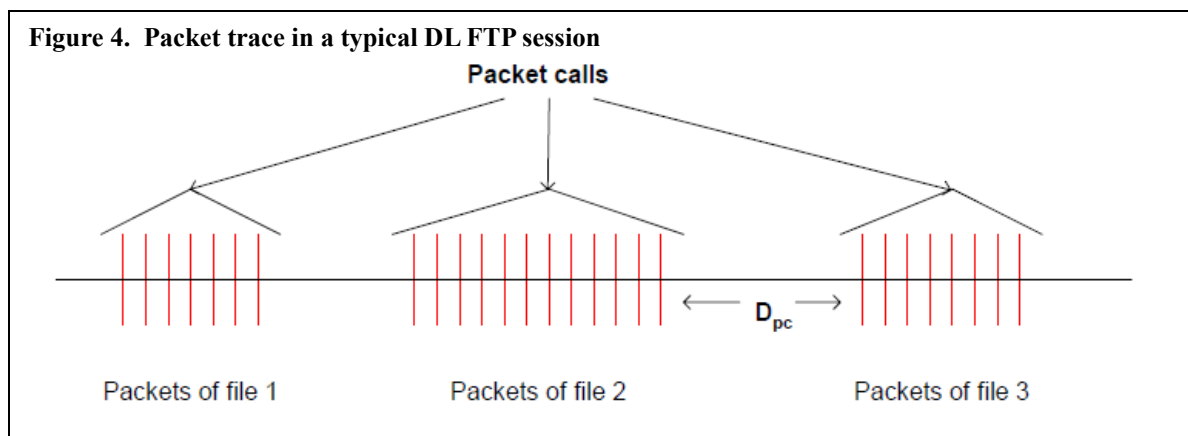 Figure 4. Packet trace in a typical DL FTP session
Packet calls
D_pc
Packets of file 1
Packets of file 2
Packets of file 3